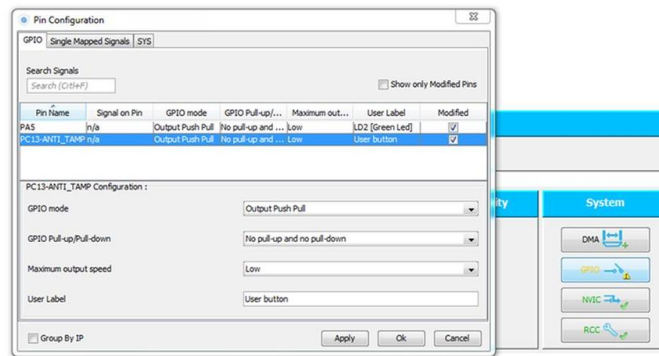 Pin Configuration
GPIO Single Mapped Signals SYS
Search Signals
Search (CrtH+F)
Show only Modified Pins
Pin Name Signal on Pin GPIO mode GPIO Pull-up/... Maximum out... User Label Modified
PA5 n/a Output Push Pull No pull-up and ... Low LD2 [Green Led]
PC13-ANTI_TAMP n/a Output Push Pull No pull-up and ... Low User button
PC13-ANTI_TAMP Configuration :
GPIO mode Output Push Pull
GPIO Pull-up/Pull-down No pull-up and no pull-down
Maximum output speed Low
User Label User button
Group By IP Apply Ok Cancel
ity System
DMA
GPIO
NVIC
RCC